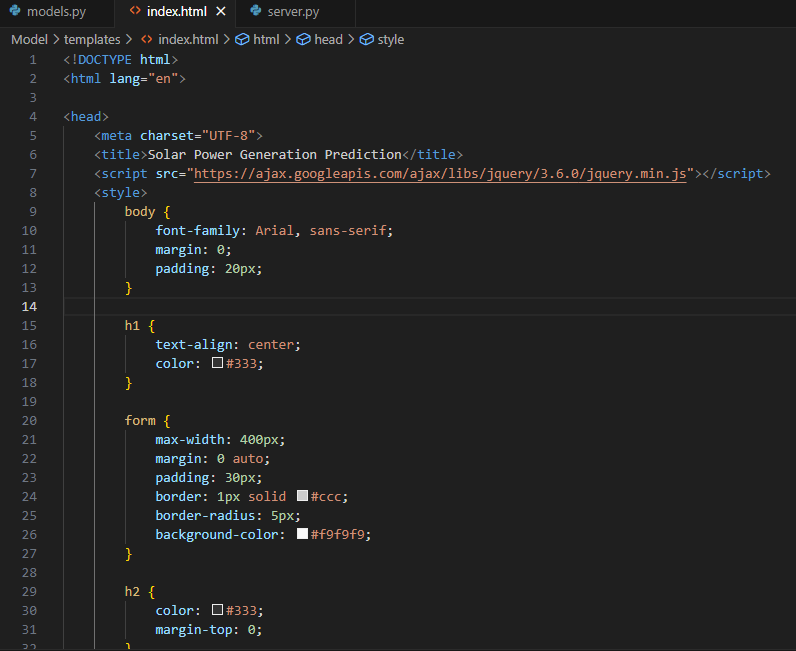 models.py index.html server.py
Model > templates > index.html > html > head > style
1 <!DOCTYPE html>
2 <html lang="en">
3
4 <head>
5     <meta charset="UTF-8">
6     <title>Solar Power Generation Prediction</title>
7     <script src="https://ajax.googleapis.com/ajax/libs/jquery/3.6.0/jquery.min.js"></script>
8     <style>
9         body {
10             font-family: Arial, sans-serif;
11             margin: 0;
12             padding: 20px;
13         }
14
15         h1 {
16             text-align: center;
17             color: #333;
18         }
19
20         form {
21             max-width: 400px;
22             margin: 0 auto;
23             padding: 30px;
24             border: 1px solid #ccc;
25             border-radius: 5px;
26             background-color: #f9f9f9;
27         }
28
29         h2 {
30             color: #333;
31             margin-top: 0;
32         }